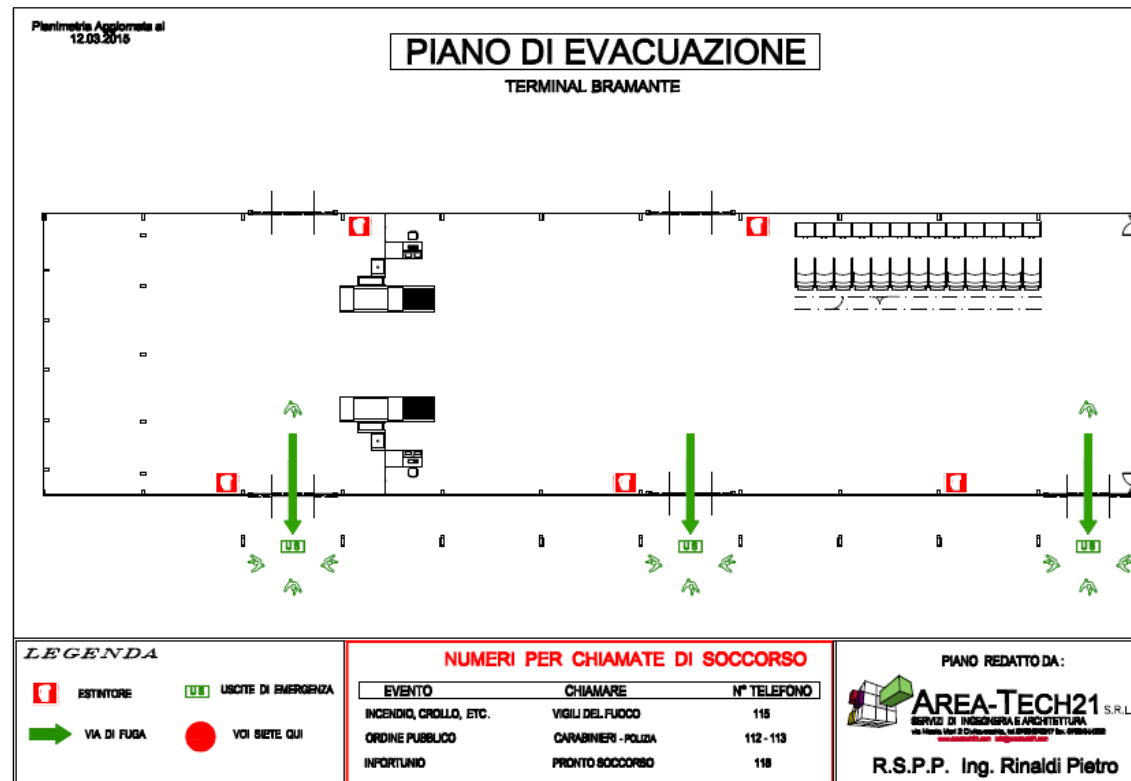 Planimetria Aggiornata al
12.03.2015
PIANO DI EVACUAZIONE
TERMINAL BRAMANTE
US
US
US
LEGENDA
ESTINTORE
US USCITE DI EMERGENZA
VIA DI FUGA
VOI SIETE QUI
NUMERI PER CHIAMATE DI SOCCORSO
EVENTO CHIAMARE N° TELEFONO
INCENDIO, CROLLO, ETC. VIGILI DEL FUOCO 115
ORDINE PUBBLICO CARABINIERI - POLIZIA 112 - 113
INFORTUNIO PRONTO SOCCORSO 118
PIANO REDATTO DA :
AREA-TECH21 S.R.L
SERVIZI DI INGEGNERIA E ARCHITETTURA
R.S.P.P. Ing. Rinaldi Pietro